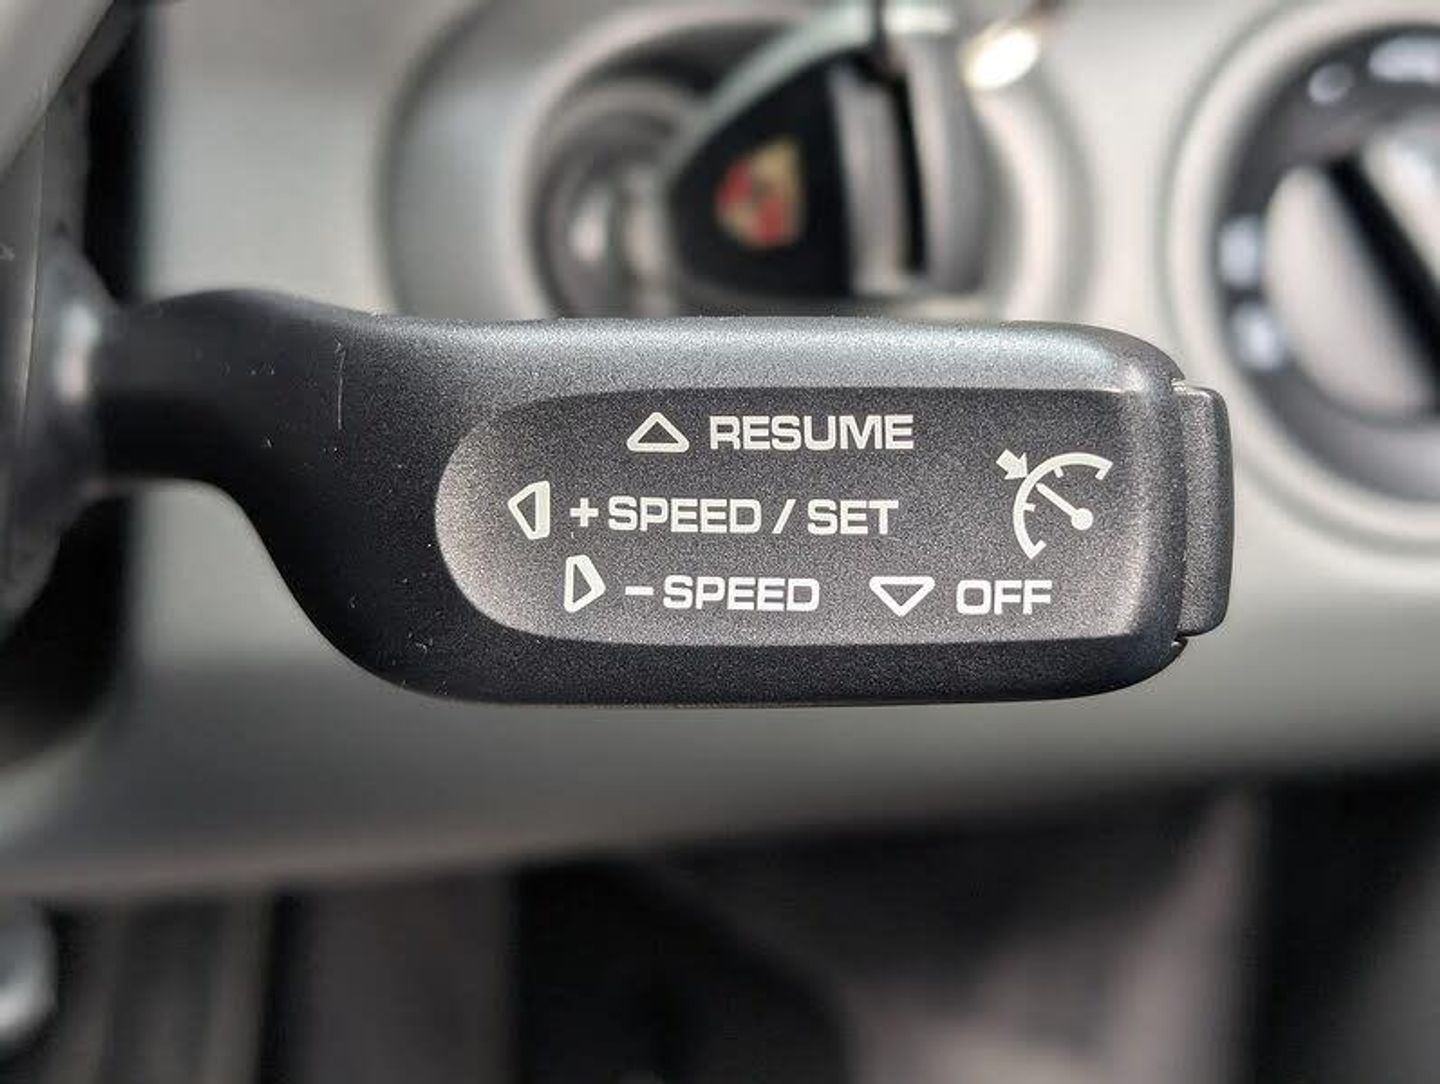 RESUME
+SPEED / SET
-SPEED OFF